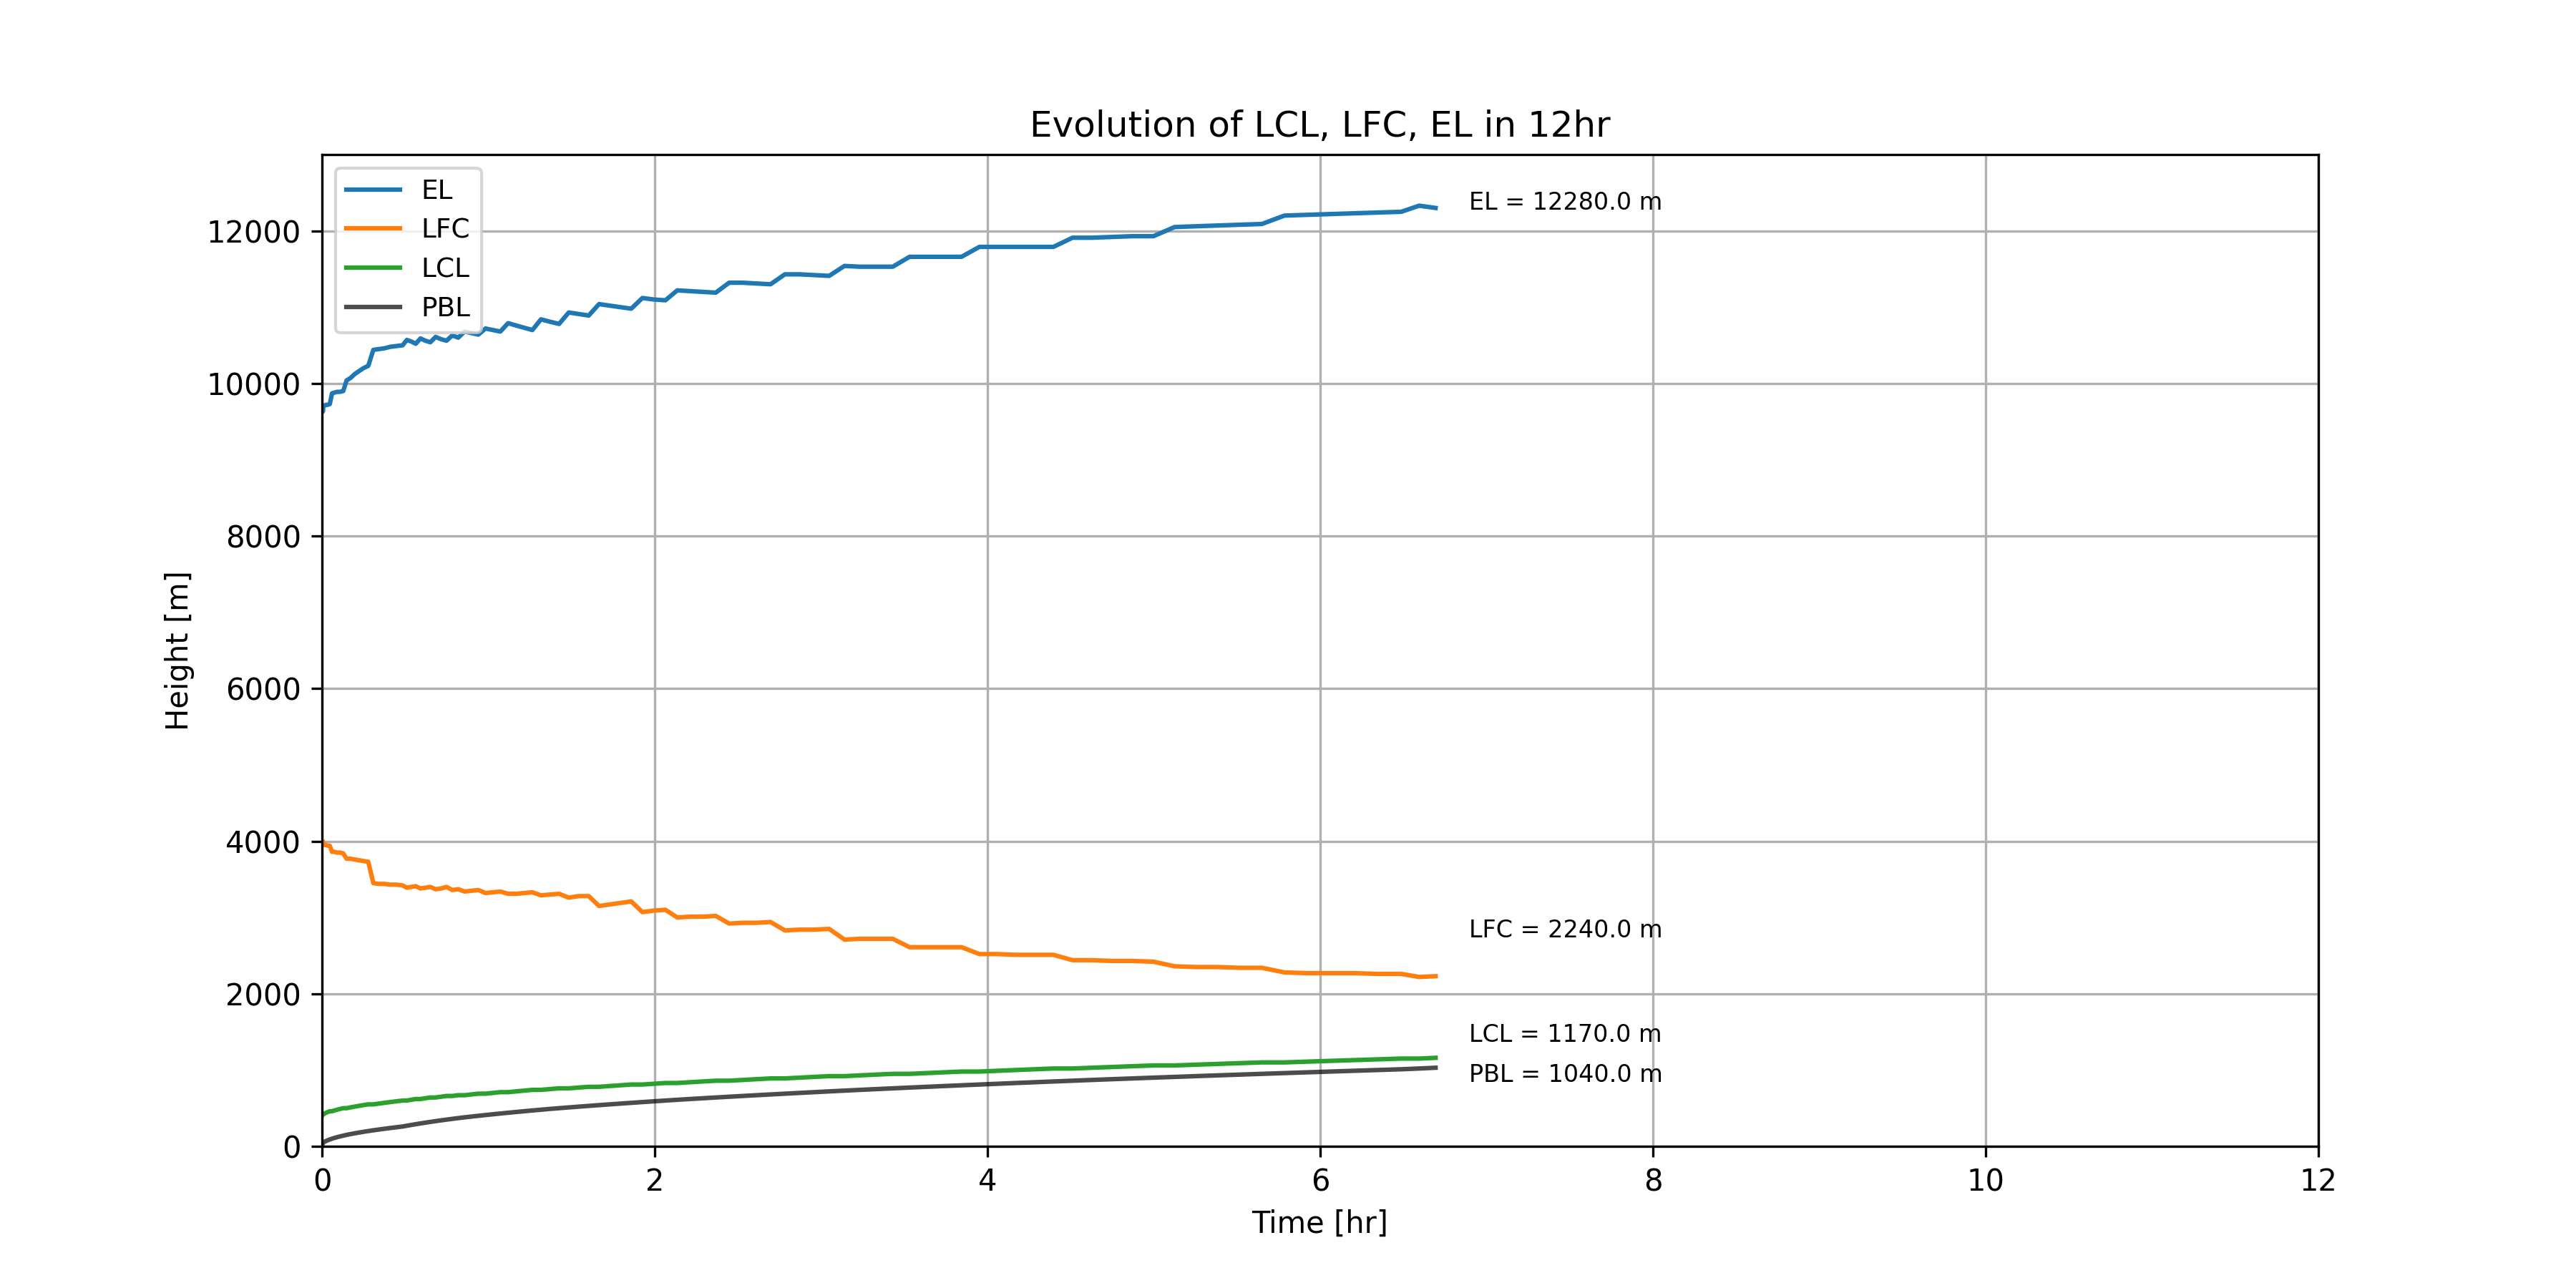 Evolution of LCL, LFC, EL in 12hr
EL
LFC
LCL
PBL
EL = 12280.0 m
LFC = 2240.0 m
LCL = 1170.0 m
PBL = 1040.0 m
Height [m]
12000
10000
8000
6000
4000
2000
0
0 2 4 6 8 10 12
Time [hr]